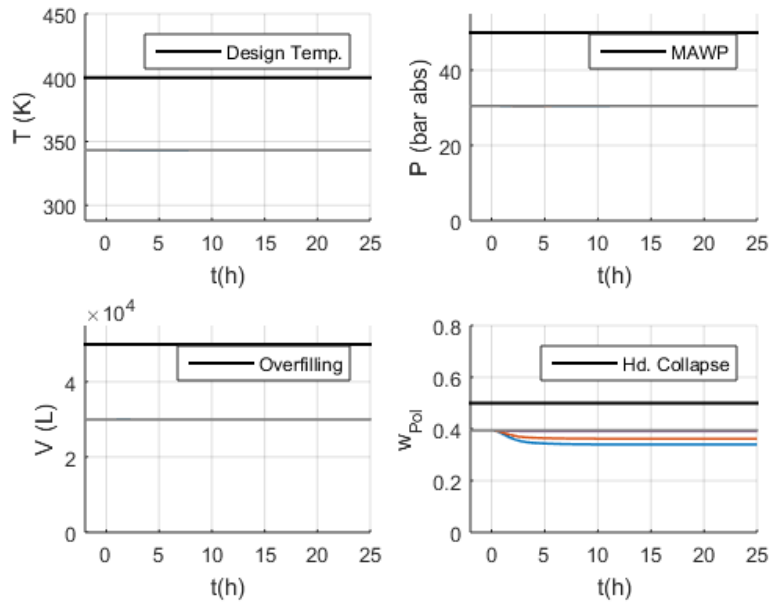 450
400
350
300
T (K)
Design Temp.
0 5 10 15 20 25
t(h)
40
20
0
P (bar abs)
MAWP
0 5 10 15 20 25
t(h)
×10⁴
4
2
0
V (L)
Overfilling
0 5 10 15 20 25
t(h)
0.8
0.6
0.4
0.2
0
w_Pol
Hd. Collapse
0 5 10 15 20 25
t(h)